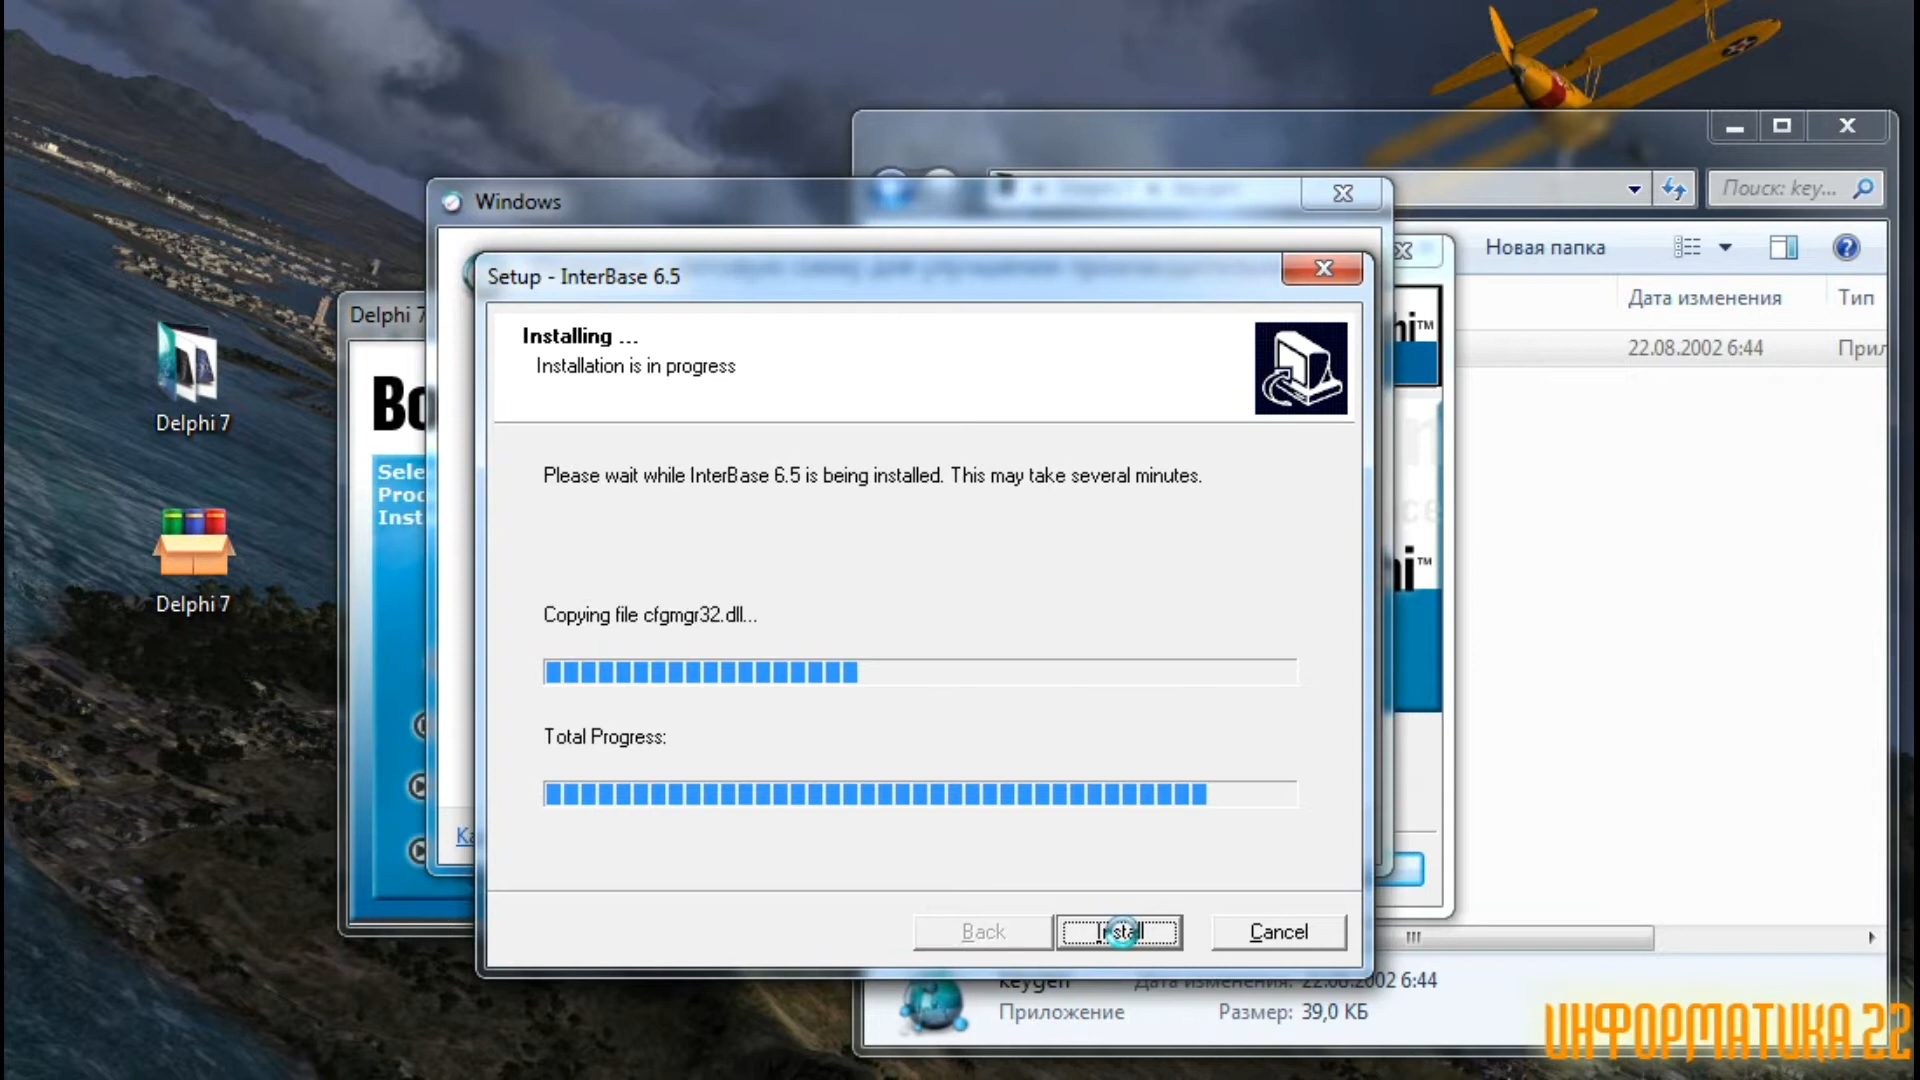 Windows
Поиск: key...
Новая папка
Setup - InterBase 6.5
Дата изменения
Тип
Delphi 7
Installing ...
Installation is in progress
22.08.2002 6:44
Delphi 7
Please wait while InterBase 6.5 is being installed. This may take several minutes.
Copying file cfgmgr32.dll...
Delphi 7
Total Progress:
Back
Install
Cancel
keygen
Дата изменения: 22.08.2002 6:44
Приложение
Размер: 39,0 КБ
ИНФОРМАТИКА 22